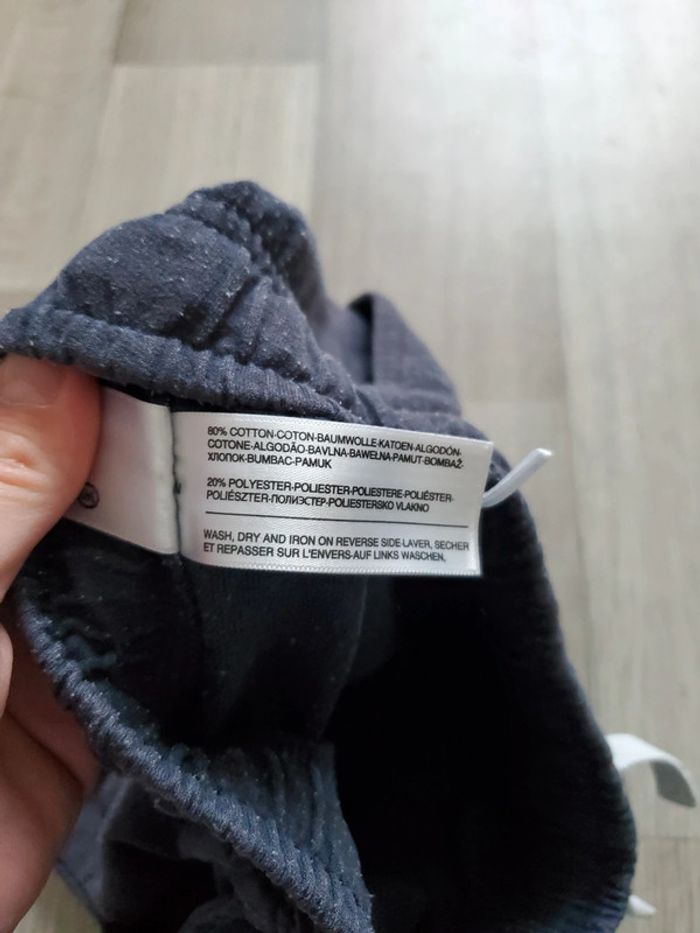 80% COTTON-COTON-BAUMWOLLE-KATOEN-ALGODÓN-
COTONE-ALGODÃO-BAVLNA-BAWEŁNA-PAMUT-BOMBAŽ-
ХЛОПОК-BUMBAC-PAMUK
20% POLYESTER-POLIESTER-POLIESTERE-POLIÉSTER-
POLIÉSZTER-ПОЛИЭСТЕР-POLIESTERSKO VLAKNO
WASH, DRY AND IRON ON REVERSE SIDE-LAVER, SECHER
ET REPASSER SUR L'ENVERS-AUF LINKS WASCHEN,